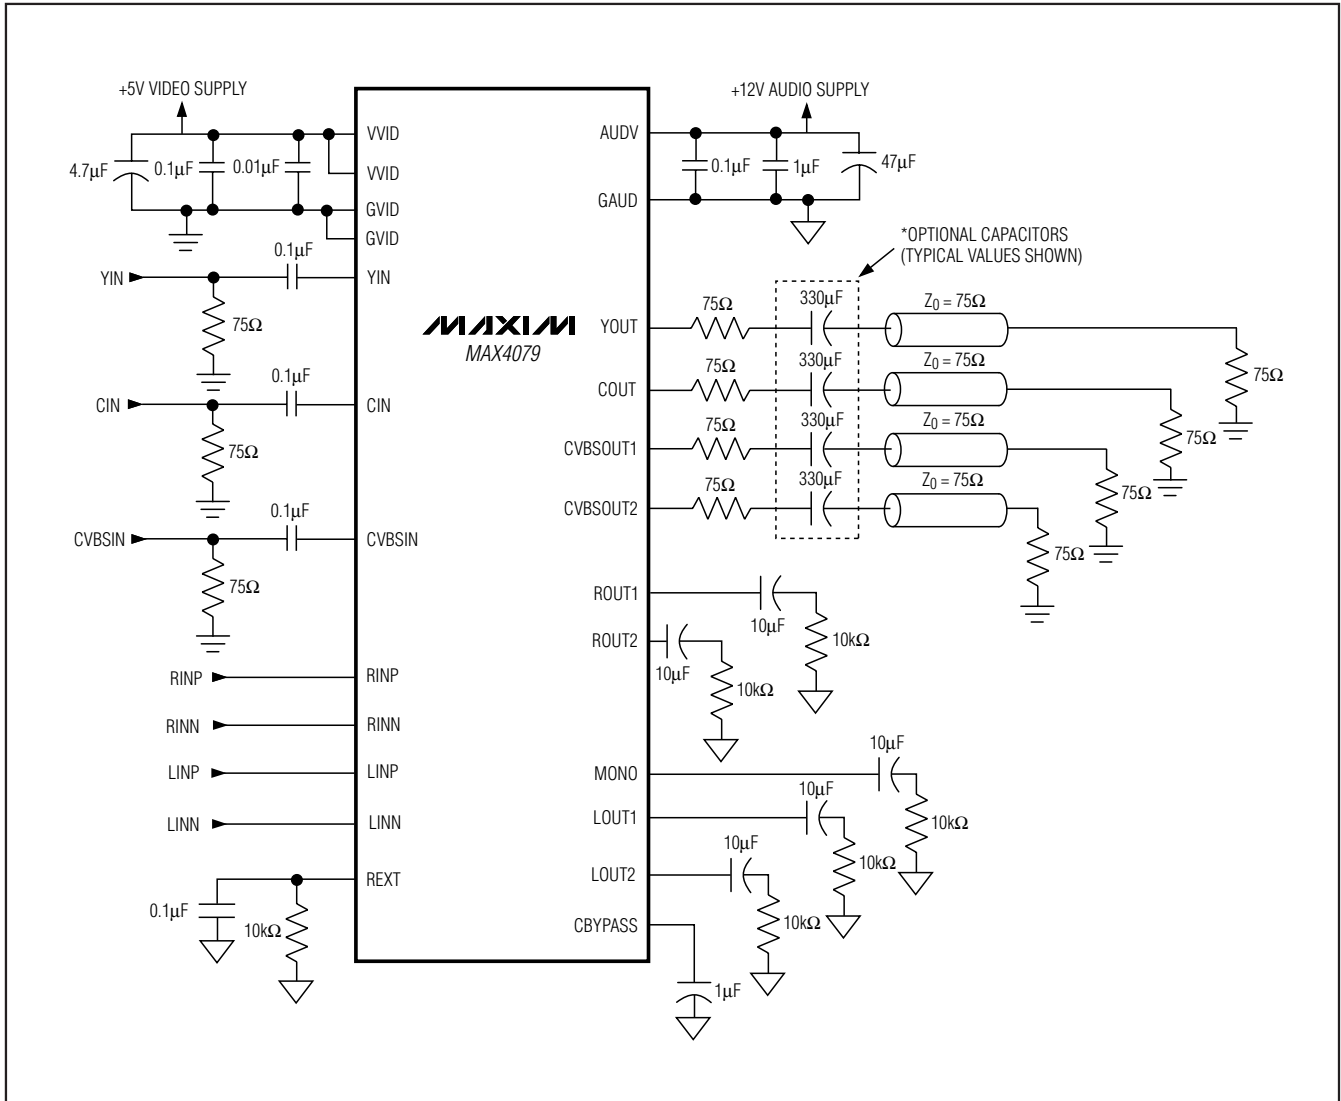 +5V VIDEO SUPPLY
4.7µF
0.1µF
0.01µF
VVID
VVID
GVID
GVID
YIN
0.1µF
YIN
75Ω
CIN
0.1µF
CIN
75Ω
CVBSIN
0.1µF
CVBSIN
75Ω
RINP
RINP
RINN
RINN
LINP
LINP
LINN
LINN
REXT
0.1µF
10kΩ
MAXIM
MAX4079
+12V AUDIO SUPPLY
AUDV
0.1µF
1µF
47µF
GAUD
*OPTIONAL CAPACITORS
(TYPICAL VALUES SHOWN)
YOUT
75Ω
330µF
Z0 = 75Ω
75Ω
COUT
75Ω
330µF
Z0 = 75Ω
75Ω
CVBSOUT1
75Ω
330µF
Z0 = 75Ω
75Ω
CVBSOUT2
75Ω
330µF
Z0 = 75Ω
75Ω
ROUT1
10µF
10kΩ
ROUT2
10µF
10kΩ
MONO
10µF
10kΩ
LOUT1
10µF
10kΩ
LOUT2
10µF
10kΩ
CBYPASS
1µF